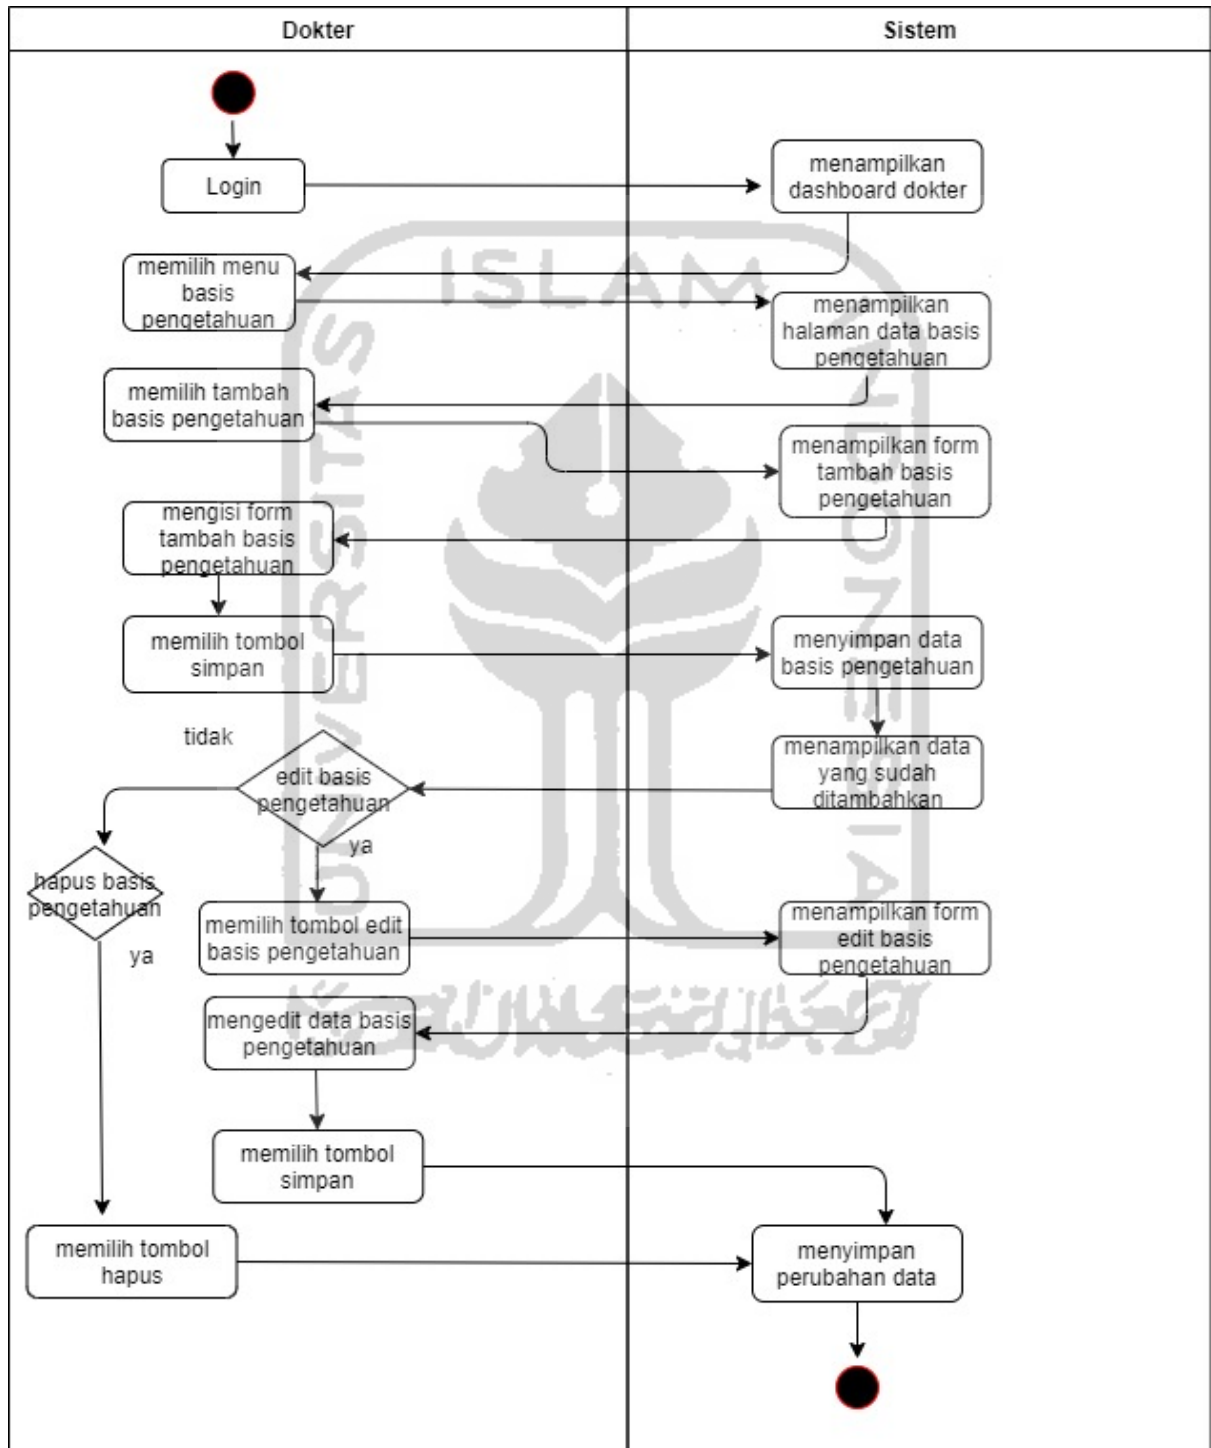 Dokter
Sistem
Login
menampilkan
dashboard dokter
memilih menu
basis
pengetahuan
menampilkan
halaman data basis
pengetahuan
memilih tambah
basis pengetahuan
menampilkan form
tambah basis
pengetahuan
mengisi form
tambah basis
pengetahuan
memilih tombol
simpan
menyimpan data
basis pengetahuan
menampilkan data
yang sudah
ditambahkan
tidak
edit basis
pengetahuan
ya
hapus basis
pengetahuan
ya
memilih tombol edit
basis pengetahuan
menampilkan form
edit basis
pengetahuan
mengedit data basis
pengetahuan
memilih tombol
simpan
memilih tombol
hapus
menyimpan
perubahan data
UNIVERSITAS
ISLAM
INDONESIA